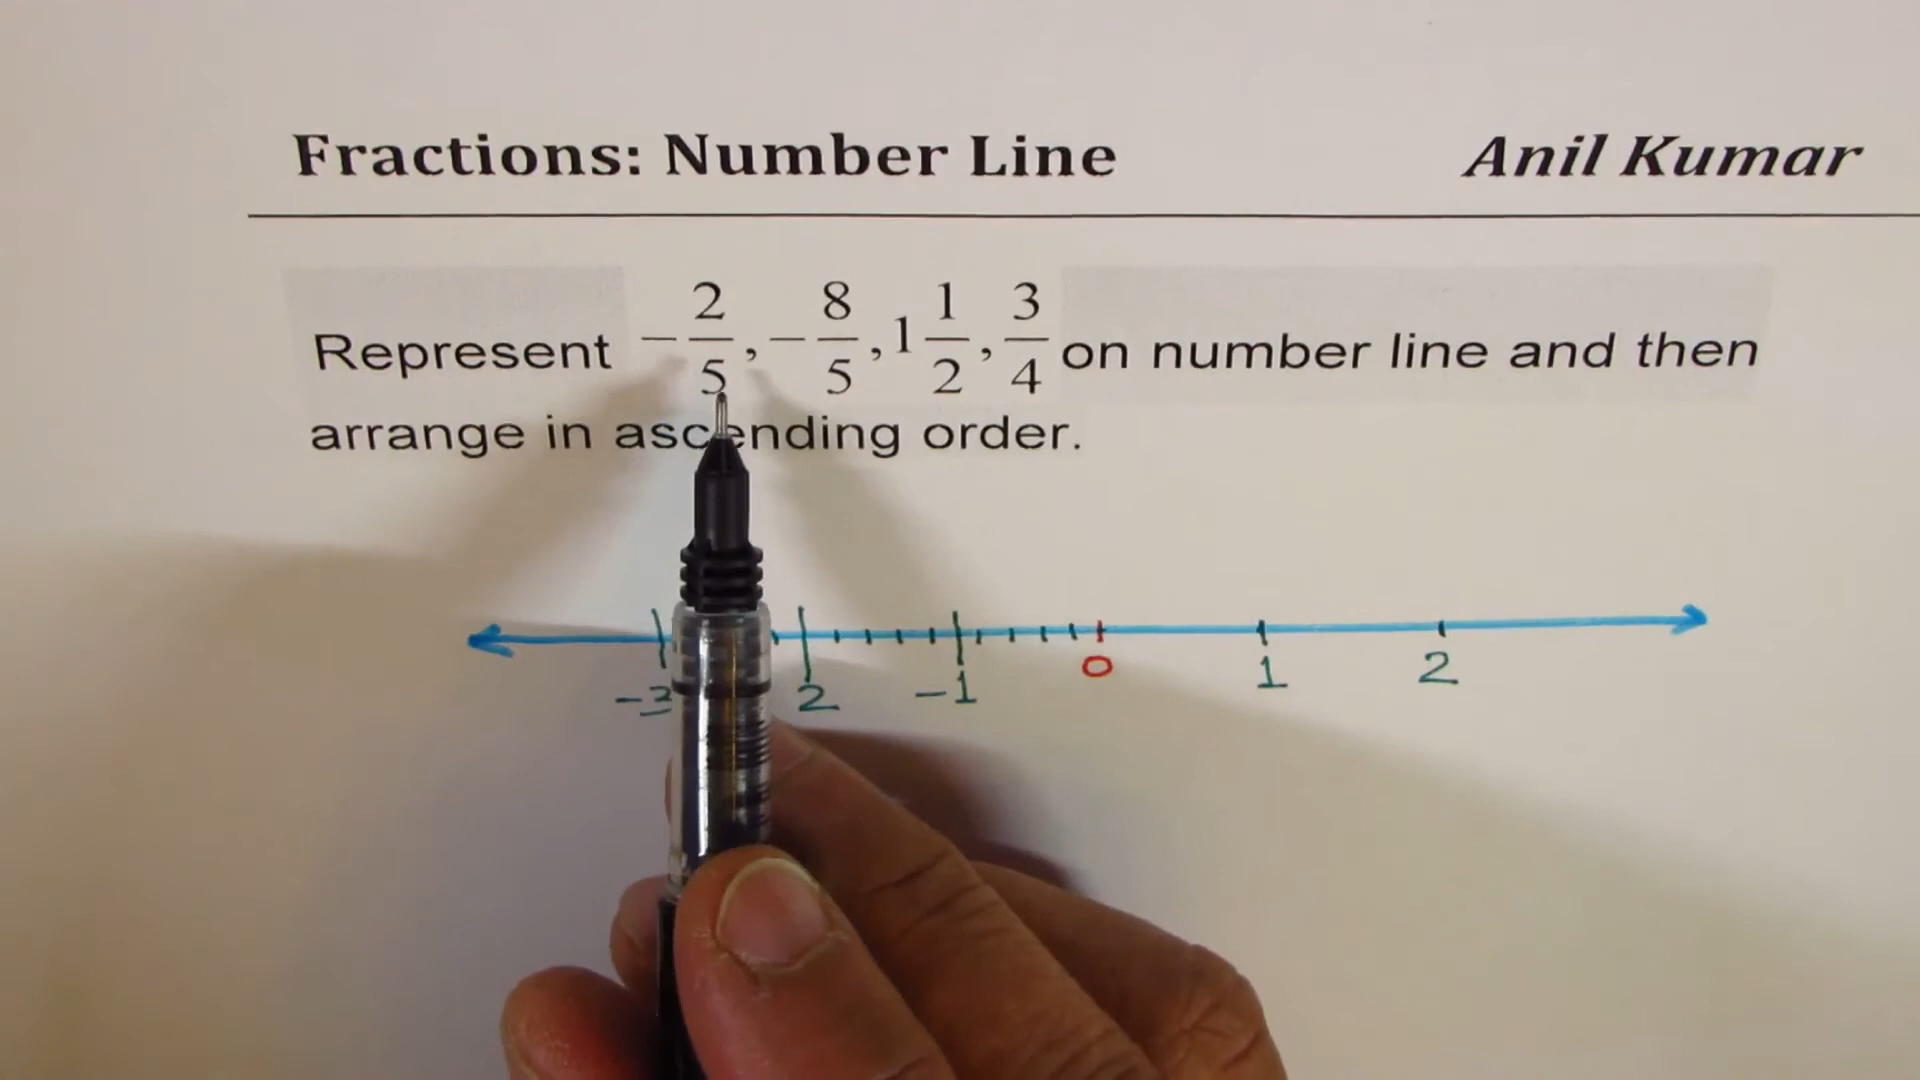 Fractions: Number Line Anil Kumar
Represent -2/5, -8/5, 1 1/2, 3/4 on number line and then
arrange in ascending order.
-3 2 -1 0 1 2